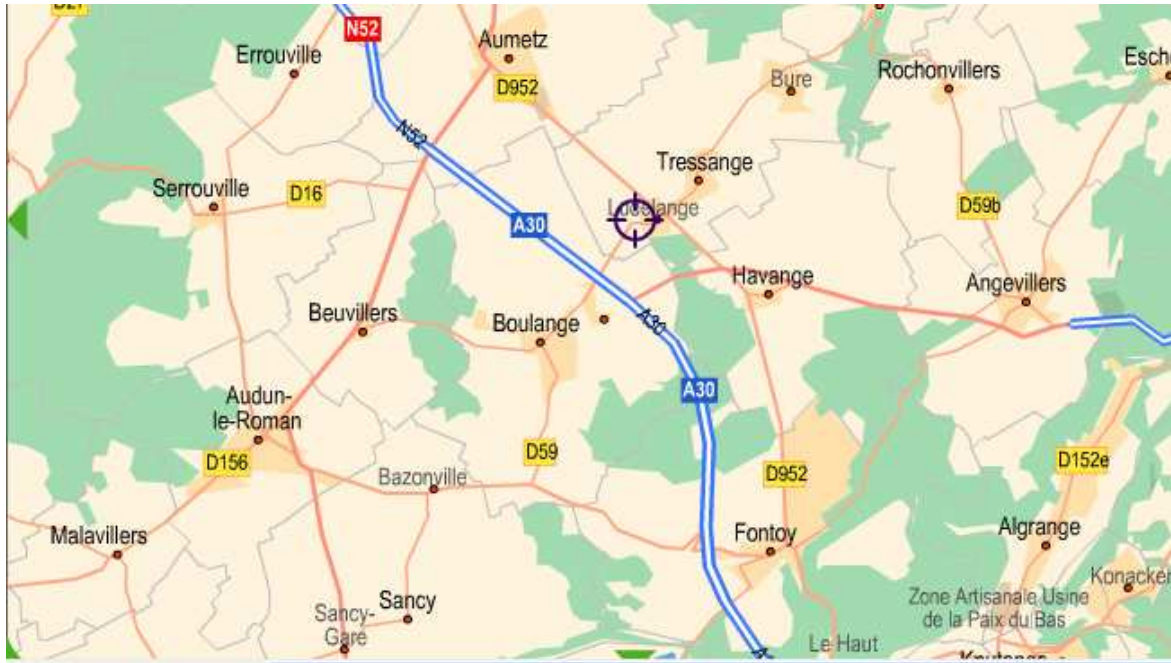 D27
N52
Errouville
Aumetz
Bure
Rochonvillers
D952
N52
Tressange
Serrouville
D16
Ludelange
D59b
A30
Havange
Angevillers
Beuvillers
Boulange
A30
A30
Audun-
le-Roman
D59
D156
Bazonville
D952
D152e
Malavillers
Fontoy
Algrange
Zone Artisanale Usine
de la Paix du Bas
Sancy-
Gare
Sancy
Le Haut